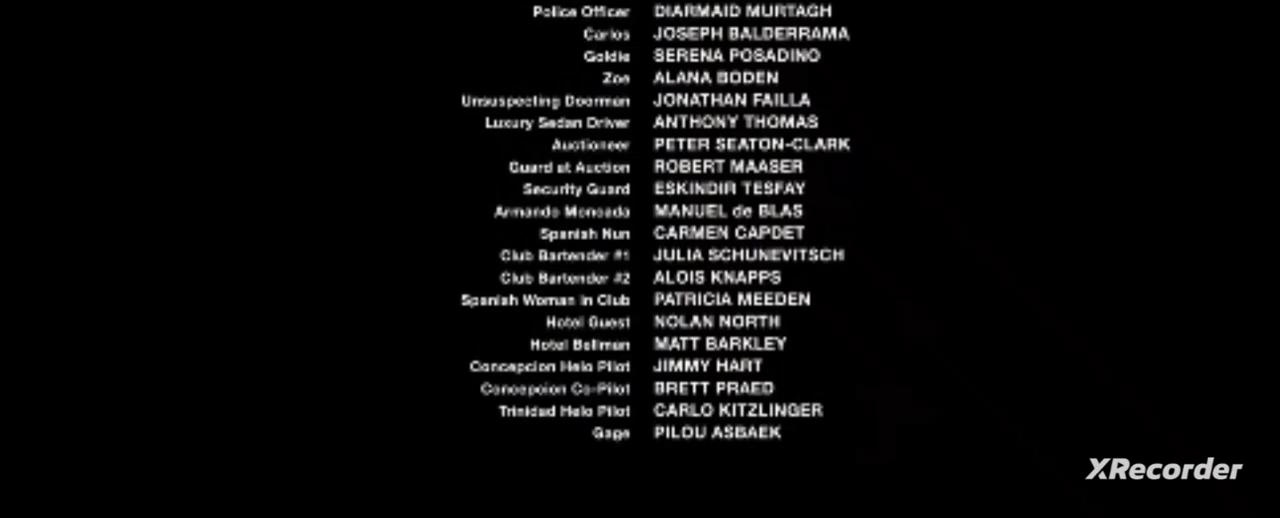 Police Officer DIARMAID MURTAGH
Carlos JOSEPH BALDERRAMA
Goldie SERENA POSADINO
Zoe ALANA BODEN
Unsuspecting Doorman JONATHAN FAILLA
Luxury Sedan Driver ANTHONY THOMAS
Auctioneer PETER SEATON-CLARK
Guard at Auction ROBERT MAASER
Security Guard ESKINDIR TESFAY
Armando Moncada MANUEL de BLAS
Spanish Nun CARMEN CAPDET
Club Bartender #1 JULIA SCHUNEVITSCH
Club Bartender #2 ALOIS KNAPPS
Spanish Woman in Club PATRICIA MEEDEN
Hotel Guest NOLAN NORTH
Hotel Bellman MATT BARKLEY
Concepcion Helo Pilot JIMMY HART
Concepcion Co-Pilot BRETT PRAED
Trinidad Helo Pilot CARLO KITZLINGER
Gage PILOU ASBAEK
XRecorder